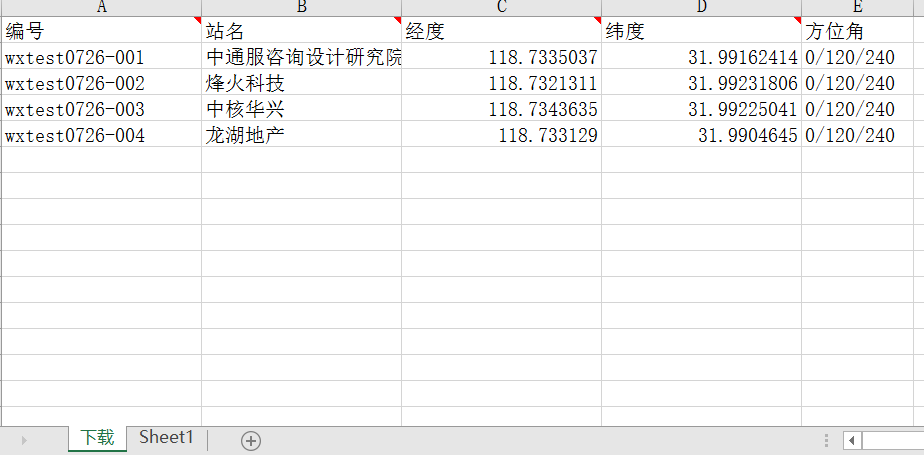 A B C D E
编号 站名 经度 纬度 方位角
wxtest0726-001 中通服咨询设计研究院 118.7335037 31.99162414 0/120/240
wxtest0726-002 烽火科技 118.7321311 31.99231806 0/120/240
wxtest0726-003 中核华兴 118.7343635 31.99225041 0/120/240
wxtest0726-004 龙湖地产 118.733129 31.9904645 0/120/240
下载 Sheet1